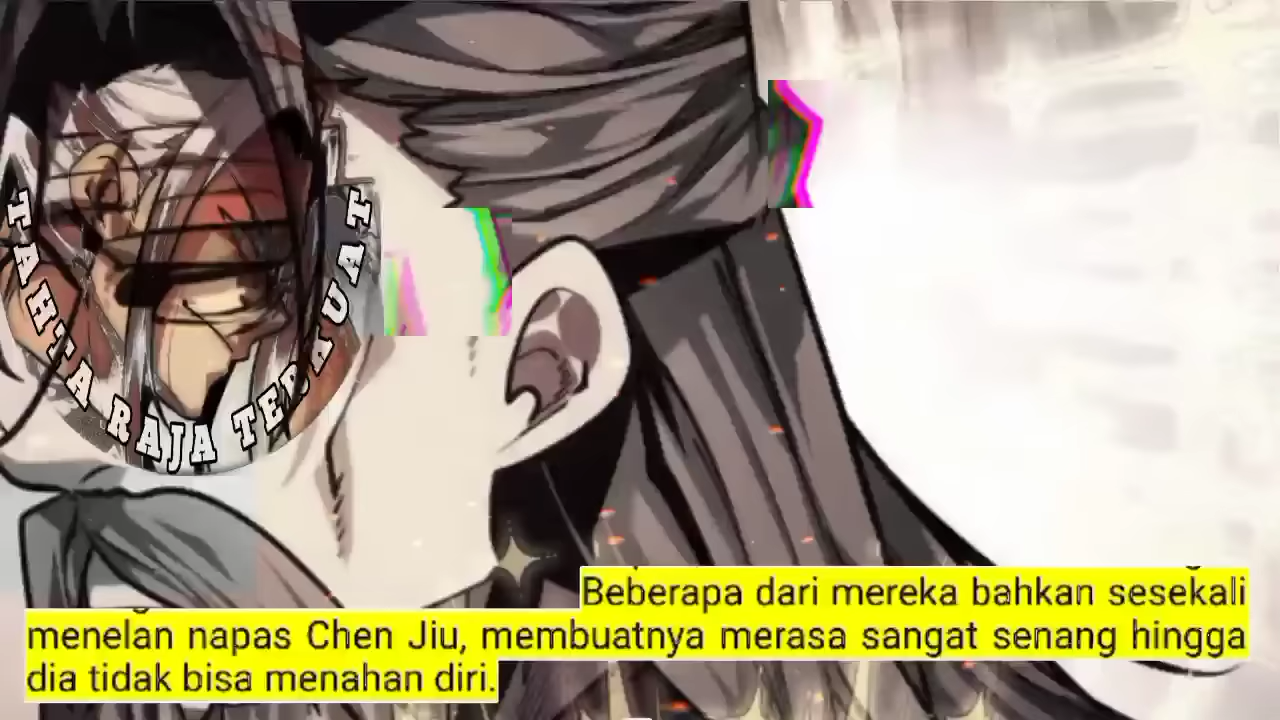 TAHTA RAJA TERKUAT
Beberapa dari mereka bahkan sesekali
menelan napas Chen Jiu, membuatnya merasa sangat senang hingga
dia tidak bisa menahan diri.